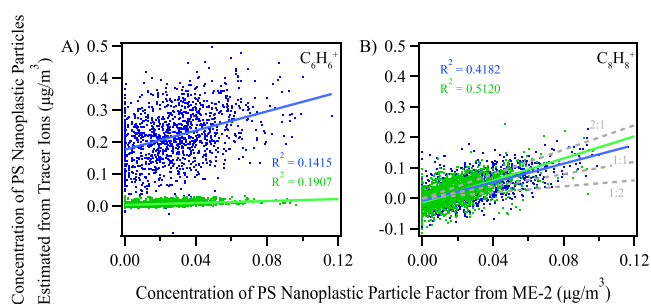 Concentration of PS Nanoplastic Particles
Estimated from Tracer Ions (μg/m³)
A)
C₆H₆⁺
0.5
0.4
0.3
0.2
0.1
0.0
R² = 0.1415
R² = 0.1907
0.00 0.04 0.08 0.12
B)
C₈H₈⁺
0.5
0.4
0.3
0.2
0.1
0.0
-0.1
R² = 0.4182
R² = 0.5120
2:1
1:1
1:2
0.00 0.04 0.08 0.12
Concentration of PS Nanoplastic Particle Factor from ME-2 (μg/m³)